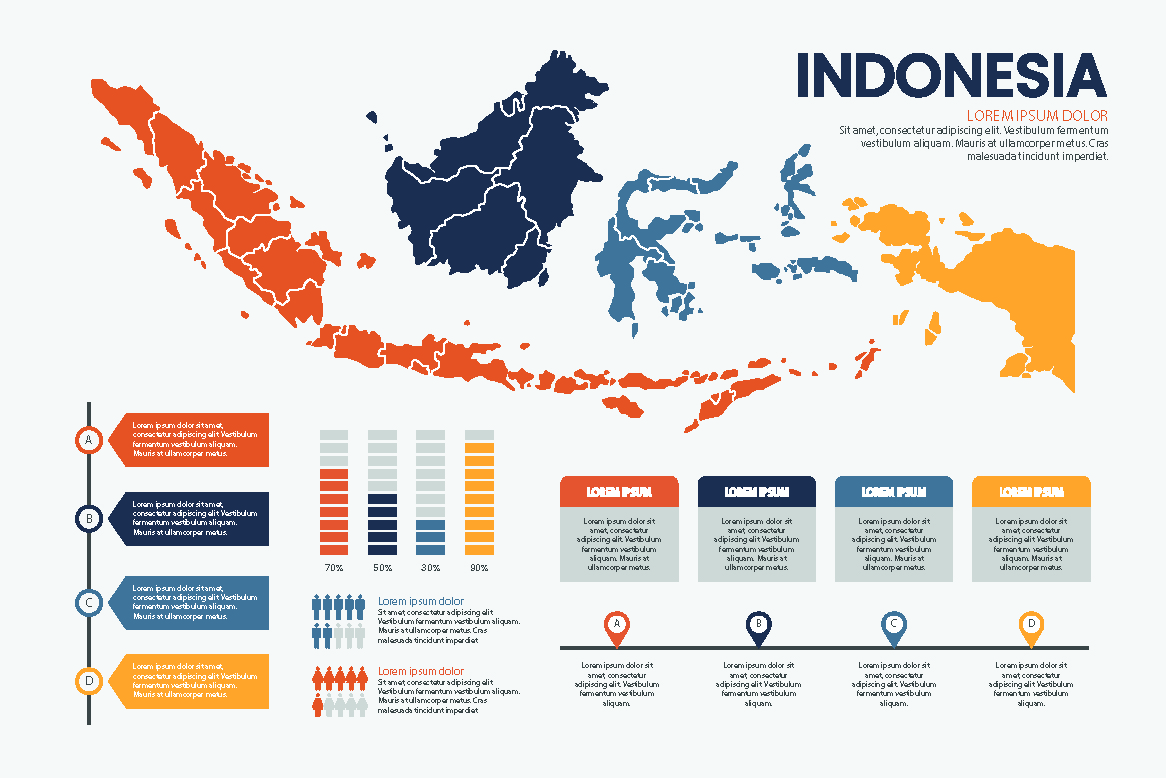 INDONESIA
LOREM IPSUM DOLOR
Sit amet, consectetur adipiscing elit. Vestibulum fermentum
vestibulum aliquam. Mauris at ullamcorper metus. Cras
malesuada tincidunt imperdiet.
A
Lorem ipsum dolor sit amet,
consectetur adipiscing elit. Vestibulum
fermentum vestibulum aliquam.
Mauris at ullamcorper metus.
B
Lorem ipsum dolor sit amet,
consectetur adipiscing elit. Vestibulum
fermentum vestibulum aliquam.
Mauris at ullamcorper metus.
C
Lorem ipsum dolor sit amet,
consectetur adipiscing elit. Vestibulum
fermentum vestibulum aliquam.
Mauris at ullamcorper metus.
D
Lorem ipsum dolor sit amet,
consectetur adipiscing elit. Vestibulum
fermentum vestibulum aliquam.
Mauris at ullamcorper metus.
70% 50% 30% 90%
Lorem ipsum dolor
Sit amet, consectetur adipiscing elit.
Vestibulum fermentum vestibulum aliquam.
Mauris at ullamcorper metus. Cras
malesuada tincidunt imperdiet
Lorem ipsum dolor
Sit amet, consectetur adipiscing elit.
Vestibulum fermentum vestibulum aliquam.
Mauris at ullamcorper metus. Cras
malesuada tincidunt imperdiet
LOREM IPSUM
Lorem ipsum dolor sit
amet, consectetur
adipiscing elit. Vestibulum
fermentum vestibulum
aliquam. Mauris at
ullamcorper metus.
LOREM IPSUM
Lorem ipsum dolor sit
amet, consectetur
adipiscing elit. Vestibulum
fermentum vestibulum
aliquam. Mauris at
ullamcorper metus.
LOREM IPSUM
Lorem ipsum dolor sit
amet, consectetur
adipiscing elit. Vestibulum
fermentum vestibulum
aliquam. Mauris at
ullamcorper metus.
LOREM IPSUM
Lorem ipsum dolor sit
amet, consectetur
adipiscing elit. Vestibulum
fermentum vestibulum
aliquam. Mauris at
ullamcorper metus.
A
Lorem ipsum dolor sit
amet, consectetur
adipiscing elit. Vestibulum
fermentum vestibulum
aliquam.
B
Lorem ipsum dolor sit
amet, consectetur
adipiscing elit. Vestibulum
fermentum vestibulum
aliquam.
C
Lorem ipsum dolor sit
amet, consectetur
adipiscing elit. Vestibulum
fermentum vestibulum
aliquam.
D
Lorem ipsum dolor sit
amet, consectetur
adipiscing elit. Vestibulum
fermentum vestibulum
aliquam.